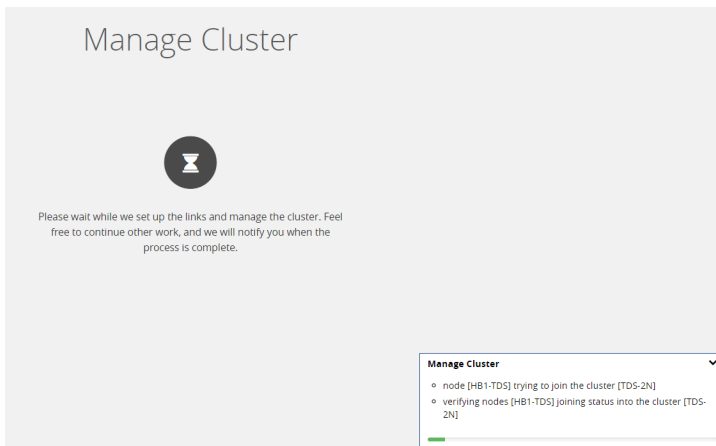 Manage Cluster
Please wait while we set up the links and manage the cluster. Feel
free to continue other work, and we will notify you when the
process is complete.
Manage Cluster
node [HB1-TDS] trying to join the cluster [TDS-2N]
verifying nodes [HB1-TDS] joining status into the cluster [TDS-
2N]